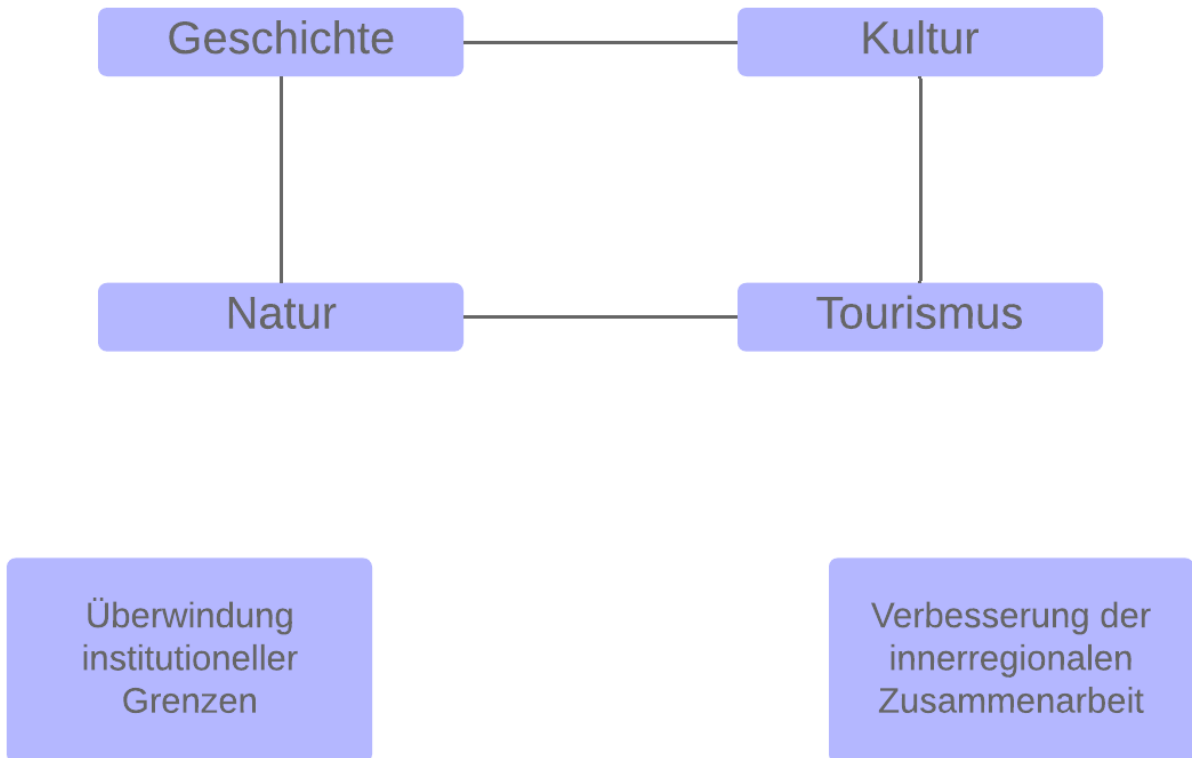 Geschichte
Kultur
Natur
Tourismus
Überwindung
institutioneller
Grenzen
Verbesserung der
innerregionalen
Zusammenarbeit